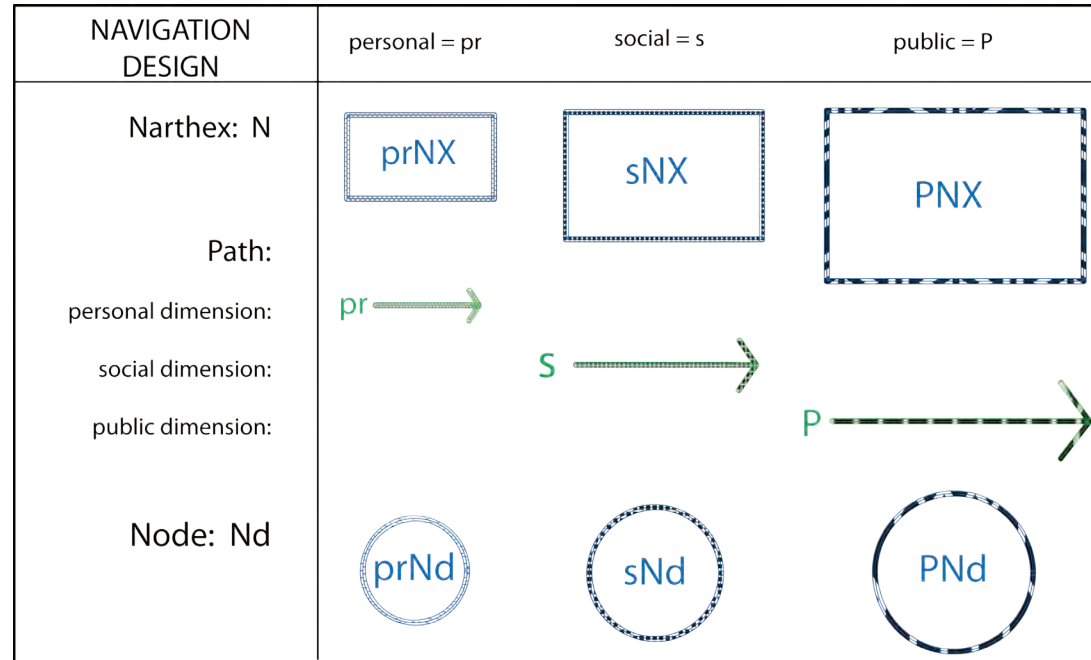 NAVIGATION
DESIGN
personal = pr
social = s
public = P
Narthex: N
prNX
sNX
PNX
Path:
personal dimension:
pr
social dimension:
S
public dimension:
P
Node: Nd
prNd
sNd
PNd